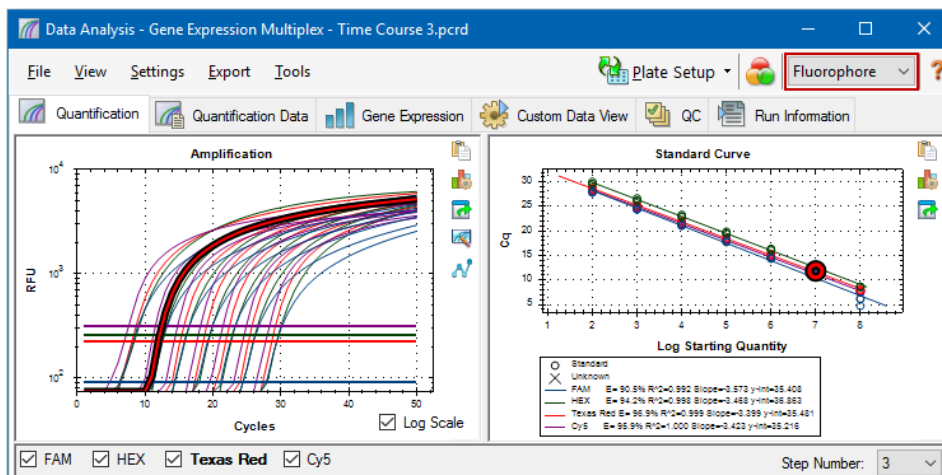 Data Analysis - Gene Expression Multiplex - Time Course 3.pcrd
File View Settings Export Tools Plate Setup Fluorophore ?
Quantification Quantification Data Gene Expression Custom Data View QC Run Information
Amplification
10^4
10^3
10^2
RFU
0 10 20 30 40 50
Cycles
Log Scale
Standard Curve
30
25
20
15
10
5
Cq
1 2 3 4 5 6 7 8
Log Starting Quantity
Standard
Unknown
FAM E= 90.5% R^2=0.992 Slope=-3.573 y-int=35.408
HEX E= 94.2% R^2=0.998 Slope=-3.468 y-int=36.863
Texas Red E= 96.9% R^2=0.999 Slope=-3.399 y-int=35.481
Cy5 E= 95.9% R^2=1.000 Slope=-3.423 y-int=35.216
FAM HEX Texas Red Cy5 Step Number: 3